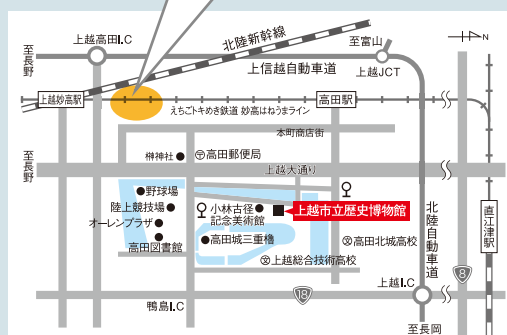 至長野
上越高田I.C
北陸新幹線
至富山
N
上信越自動車道
上越JCT
上越妙高駅
えちごトキめき鉄道 妙高はねうまライン
高田駅
本町商店街
榊神社
高田郵便局
上越大通り
至長野
野球場
陸上競技場
オーレンプラザ
高田図書館
小林古径
記念美術館
上越市立歴史博物館
高田城三重櫓
高田北城高校
上越総合技術高校
北陸自動車道
直江津駅
8
18
鴨島I.C
上越I.C
至長岡